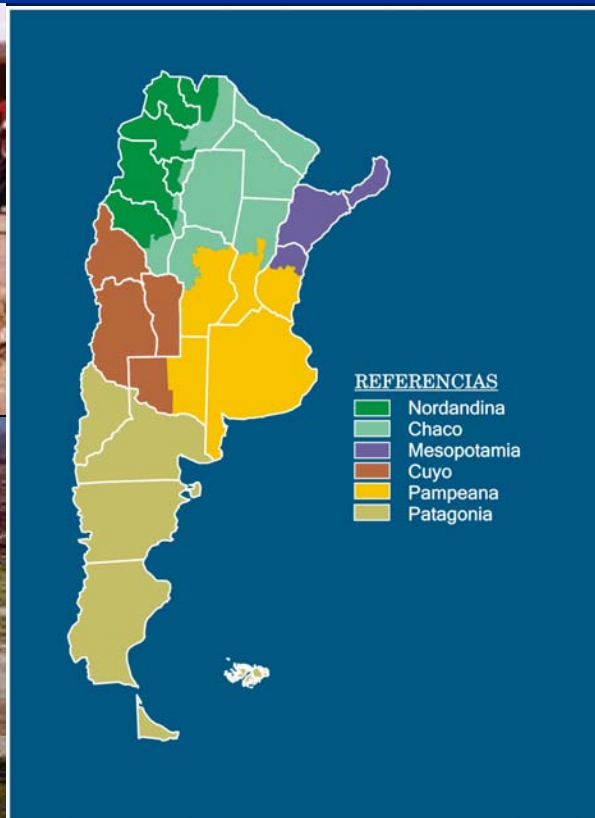 REFERENCIAS
Nordandina
Chaco
Mesopotamia
Cuyo
Pampeana
Patagonia